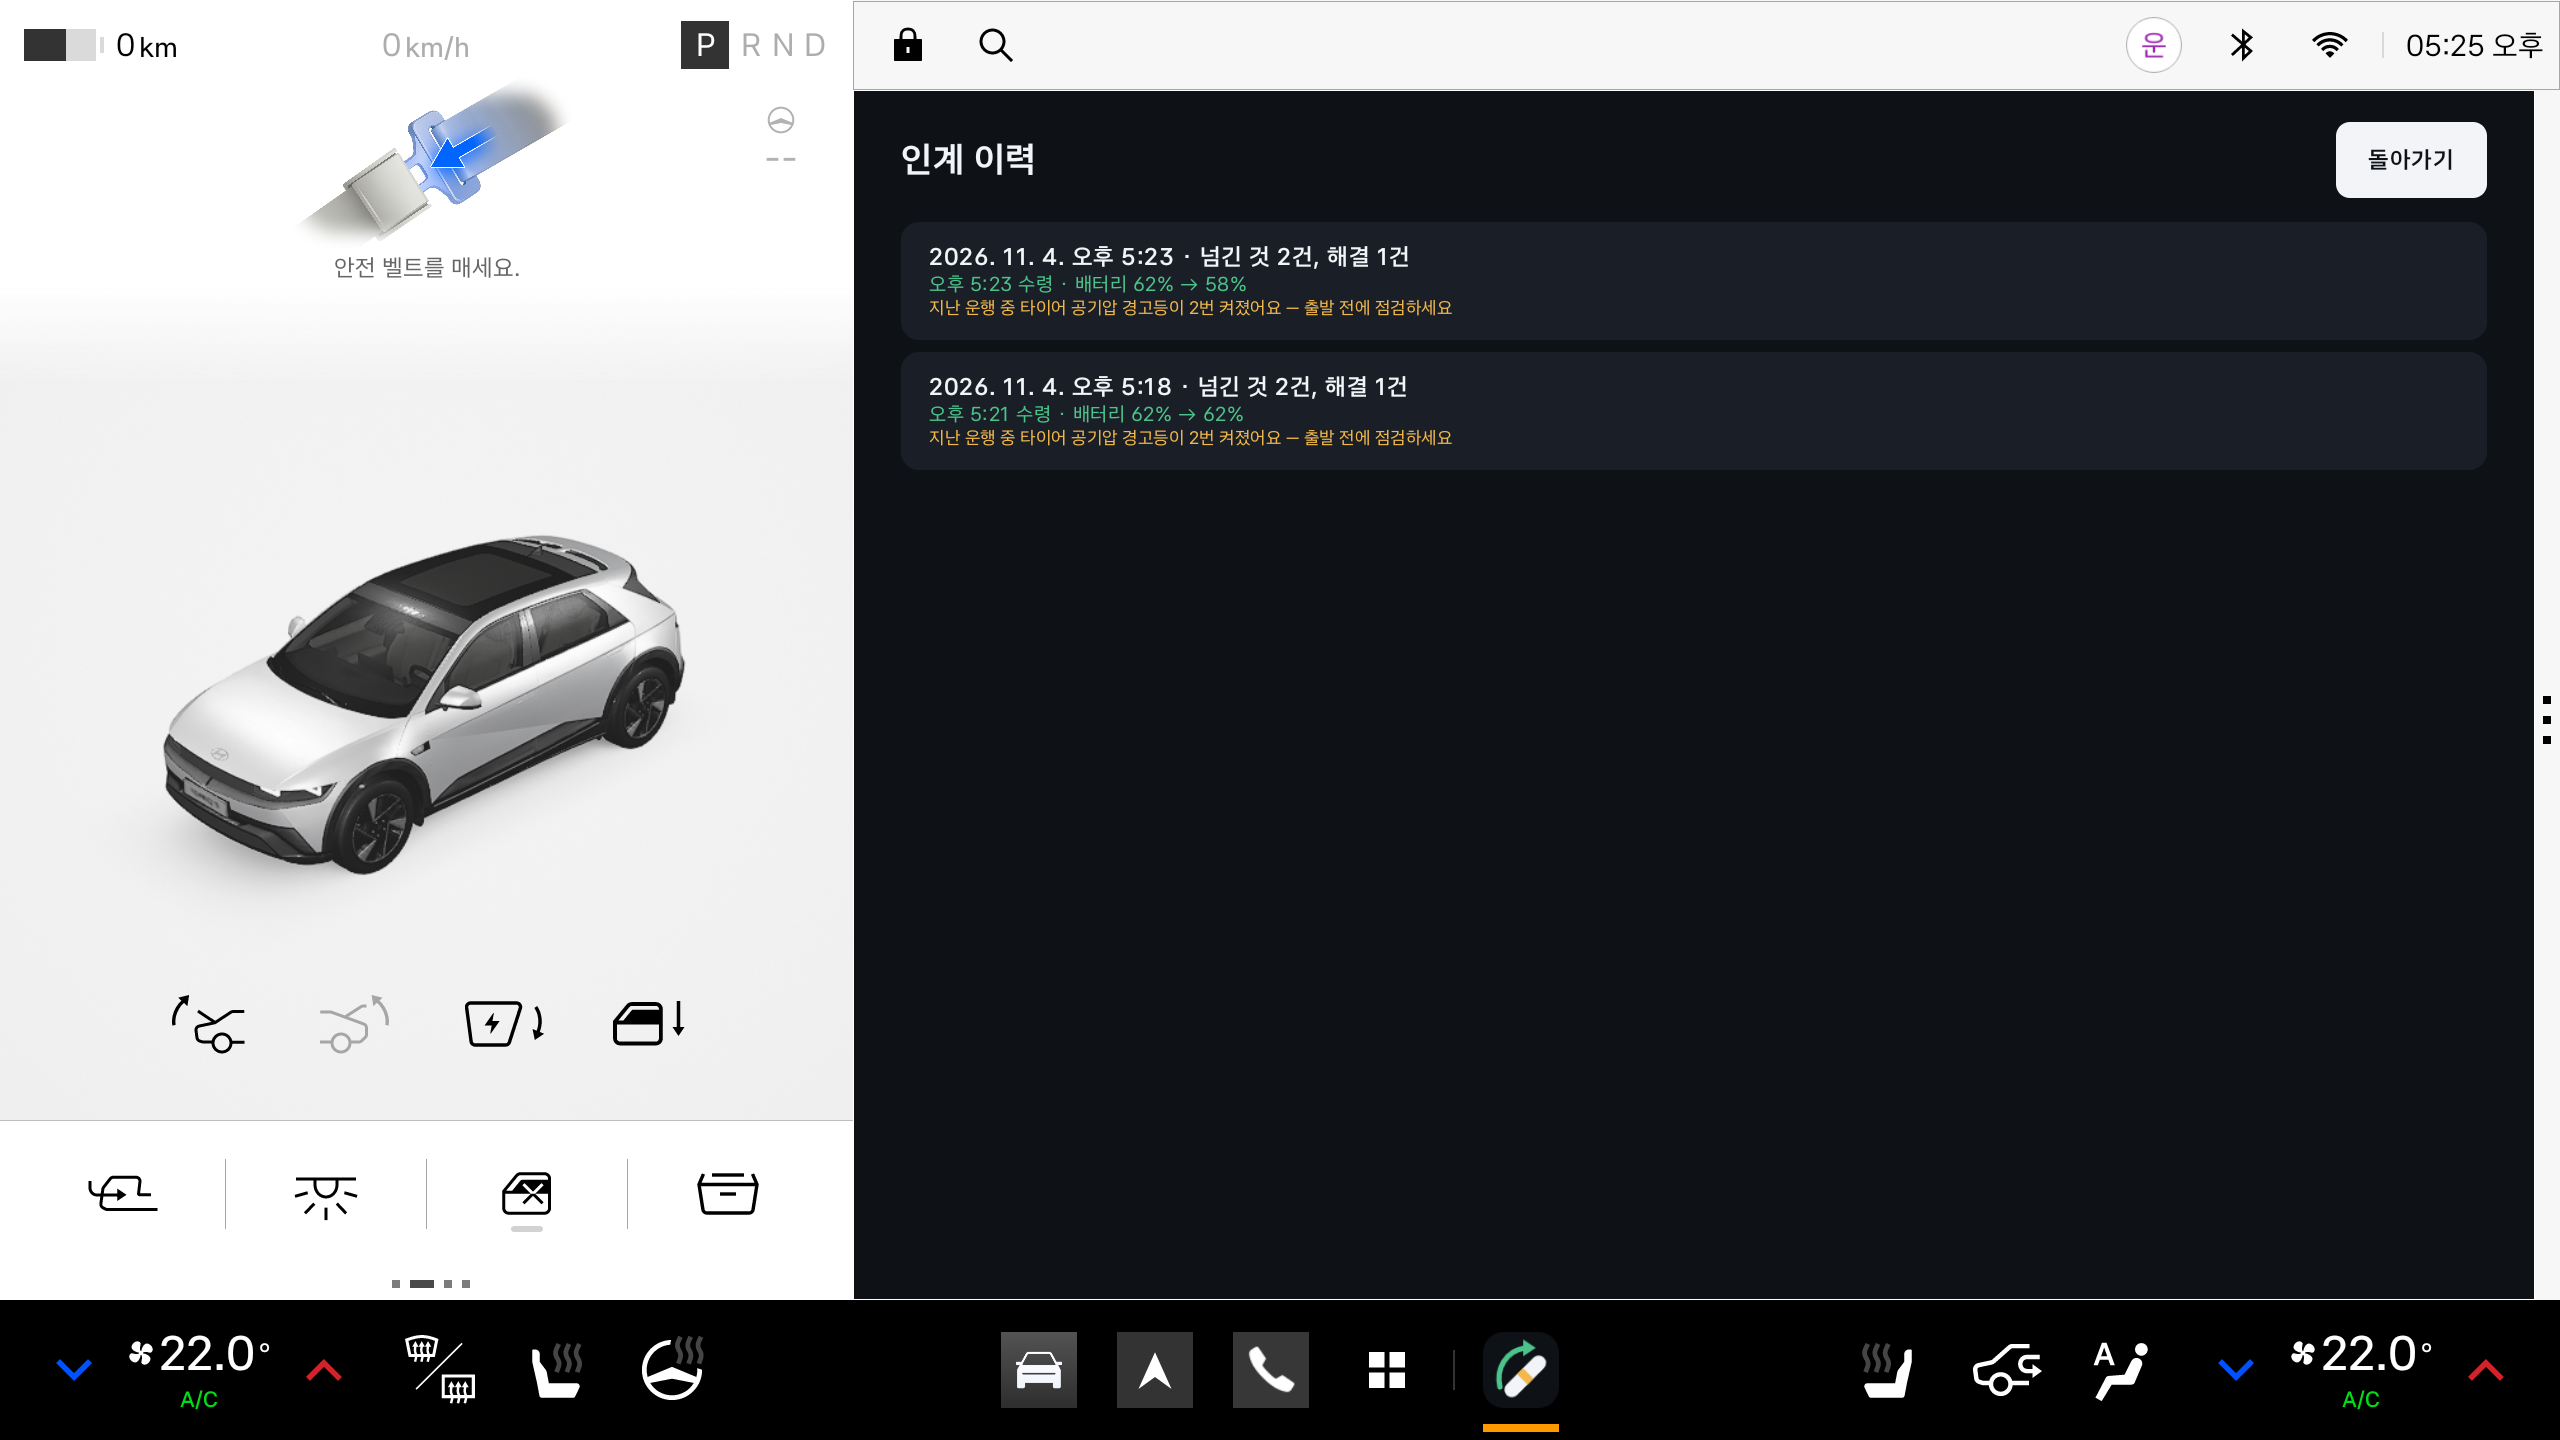 0 km
0 km/h
P R N D
05:25 오후
운
안전 벨트를 매세요.
--
인계 이력
돌아가기
2026. 11. 4. 오후 5:23 · 넘긴 것 2건, 해결 1건
오후 5:23 수령 · 배터리 62% → 58%
지난 운행 중 타이어 공기압 경고등이 2번 켜졌어요 — 출발 전에 점검하세요
2026. 11. 4. 오후 5:18 · 넘긴 것 2건, 해결 1건
오후 5:21 수령 · 배터리 62% → 62%
지난 운행 중 타이어 공기압 경고등이 2번 켜졌어요 — 출발 전에 점검하세요
22.0°
A/C
A
22.0°
A/C